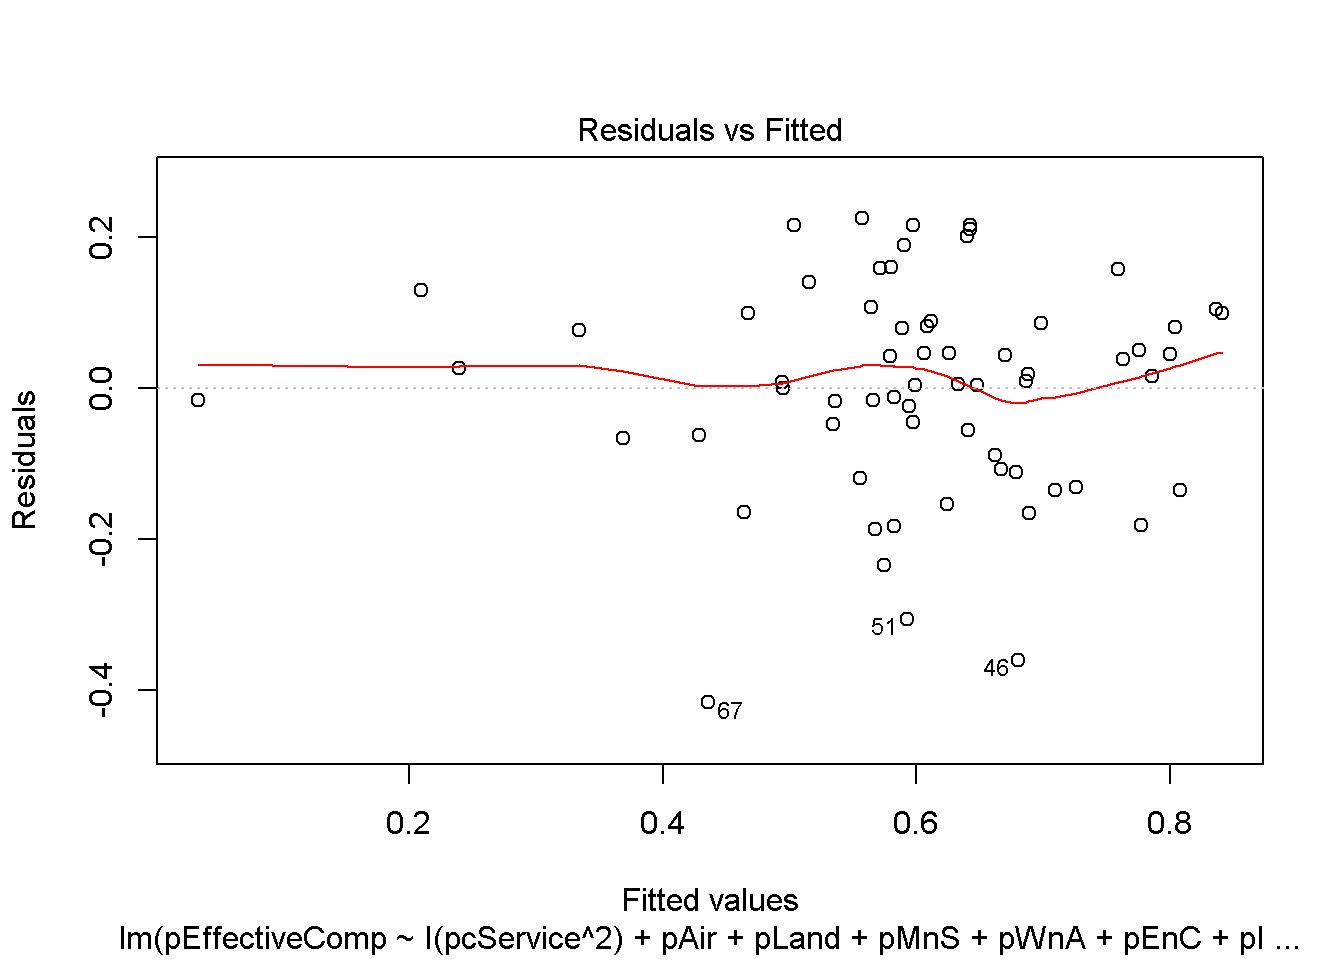 Residuals vs Fitted
Residuals
0.2
0.0
-0.2
-0.4
51
46
67
0.2 0.4 0.6 0.8
Fitted values
lm(pEffectiveComp ~ I(pcService^2) + pAir + pLand + pMnS + pWnA + pEnC + pI ...